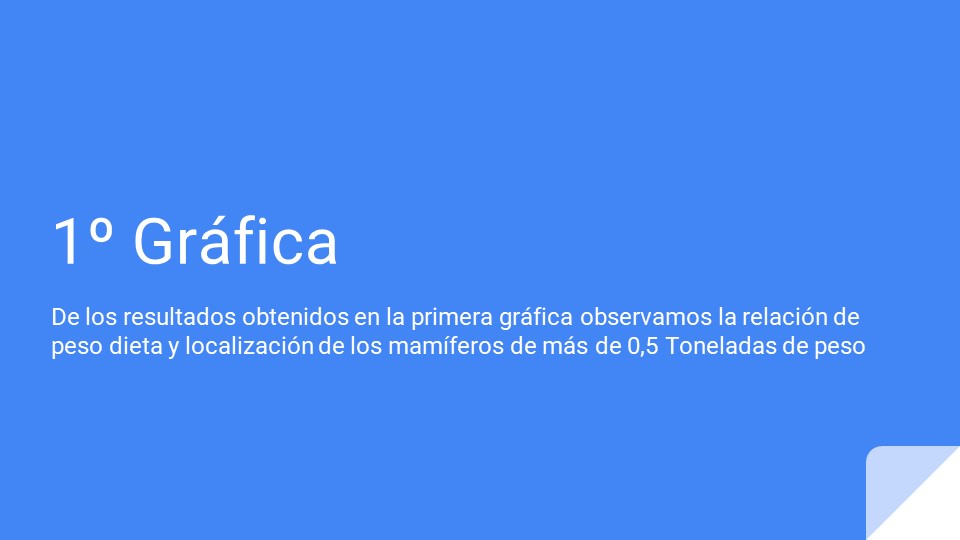 1º Gráfica
De los resultados obtenidos en la primera gráfica observamos la relación de
peso dieta y localización de los mamíferos de más de 0,5 Toneladas de peso